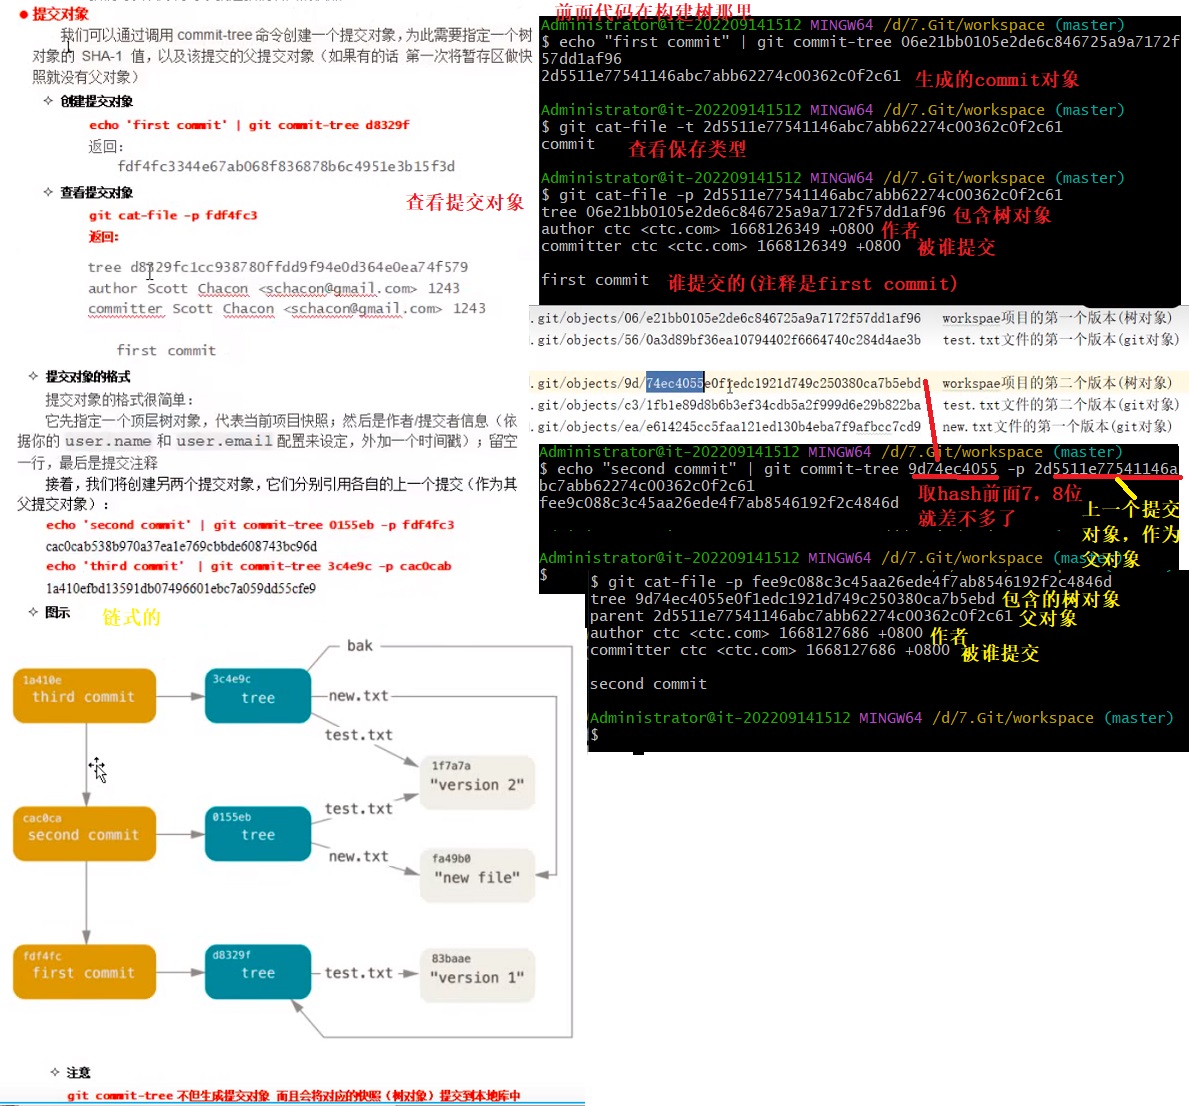 提交对象
我们可以通过调用 commit-tree 命令创建一个提交对象，为此需要指定一个树
对象的 SHA-1 值，以及该提交的父提交对象（如果有的话 第一次将暂存区做快
照就没有父对象）
创建提交对象
echo 'first commit' | git commit-tree d8329f
返回：
fdf4fc3344e67ab068f836878b6c4951e3b15f3d
查看提交对象
git cat-file -p fdf4fc3
返回：
查看提交对象
tree d8329fc1cc938780ffdd9f94e0d364e0ea74f579
author Scott Chacon <schacon@gmail.com> 1243
committer Scott Chacon <schacon@gmail.com> 1243
first commit
提交对象的格式
提交对象的格式很简单：
它先指定一个顶层树对象，代表当前项目快照；然后是作者/提交者信息（依
据你的 user.name 和 user.email 配置来设定，外加一个时间戳）；留空
一行，最后是提交注释
接着，我们将创建另两个提交对象，它们分别引用各自的上一个提交（作为其
父提交对象）：
echo 'second commit' | git commit-tree 0155eb -p fdf4fc3
cac0cab538b970a37ea1e769cbbde608743bc96d
echo 'third commit' | git commit-tree 3c4e9c -p cac0cab
1a410efbd13591db07496601ebc7a059dd55cfe9
图示
链式的
bak
1a410e
third commit
3c4e9c
tree
new.txt
test.txt
1f7a7a
"version 2"
cac0ca
second commit
0155eb
tree
test.txt
new.txt
fa49b0
"new file"
fdf4fc
first commit
d8329f
tree
test.txt
83baae
"version 1"
注意
git commit-tree 不但生成提交对象 而且会将对应的快照（树对象）提交到本地库中
前面代码在构建树那里
Administrator@it-202209141512 MINGW64 /d/7.Git/workspace (master)
$ echo "first commit" | git commit-tree 06e21bb0105e2de6c846725a9a7172f
57dd1af96
2d5511e77541146abc7abb62274c00362c0f2c61 生成的commit对象
Administrator@it-202209141512 MINGW64 /d/7.Git/workspace (master)
$ git cat-file -t 2d5511e77541146abc7abb62274c00362c0f2c61
commit 查看保存类型
Administrator@it-202209141512 MINGW64 /d/7.Git/workspace (master)
$ git cat-file -p 2d5511e77541146abc7abb62274c00362c0f2c61
tree 06e21bb0105e2de6c846725a9a7172f57dd1af96 包含树对象
author ctc <ctc.com> 1668126349 +0800 作者
committer ctc <ctc.com> 1668126349 +0800 被谁提交
first commit 谁提交的(注释是first commit)
.git/objects/06/e21bb0105e2de6c846725a9a7172f57dd1af96 workspae项目的第一个版本(树对象)
.git/objects/56/0a3d89bf36ea10794402f6664740c284d4ae3b test.txt文件的第一个版本(git对象)
.git/objects/9d/74ec4055e0f1edc1921d749c250380ca7b5ebd workspae项目的第二个版本(树对象)
.git/objects/c3/1fb1e89d8b6b3ef34cdb5a2f999d6e29b822ba test.txt文件的第二个版本(git对象)
.git/objects/ea/e614245cc5faa121ed130b4eba7f9afbcc7cd9 new.txt文件的第一个版本(git对象)
Administrator@it-202209141512 MINGW64 /d/7.Git/workspace (master)
$ echo "second commit" | git commit-tree 9d74ec4055 -p 2d5511e77541146a
bc7abb62274c00362c0f2c61
fee9c088c3c45aa26ede4f7ab8546192f2c4846d
取hash前面7，8位
就差不多了
上一个提交
对象，作为
父对象
Administrator@it-202209141512 MINGW64 /d/7.Git/workspace (master)
$
$ git cat-file -p fee9c088c3c45aa26ede4f7ab8546192f2c4846d
tree 9d74ec4055e0f1edc1921d749c250380ca7b5ebd 包含的树对象
parent 2d5511e77541146abc7abb62274c00362c0f2c61 父对象
author ctc <ctc.com> 1668127686 +0800 作者
committer ctc <ctc.com> 1668127686 +0800 被谁提交
second commit
Administrator@it-202209141512 MINGW64 /d/7.Git/workspace (master)
$